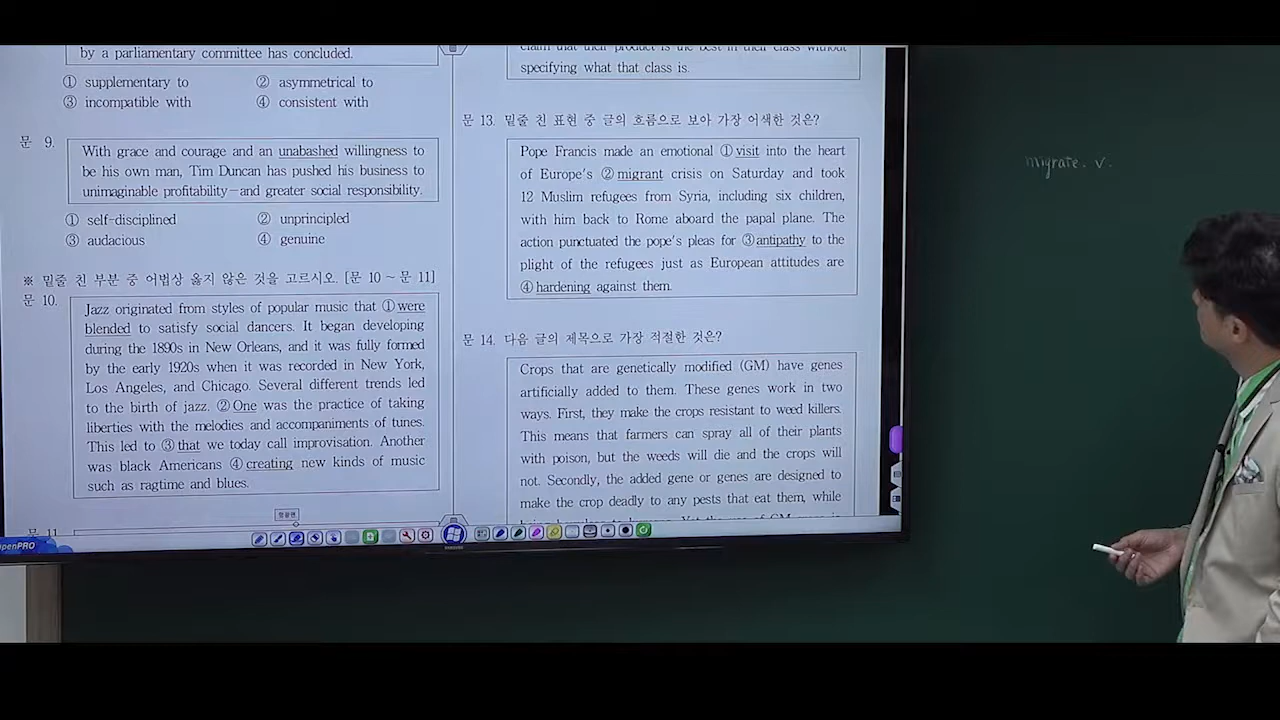 by a parliamentary committee has concluded.
① supplementary to ② asymmetrical to
③ incompatible with ④ consistent with
문 9.
With grace and courage and an unabashed willingness to
be his own man, Tim Duncan has pushed his business to
unimaginable profitability—and greater social responsibility.
① self-disciplined ② unprincipled
③ audacious ④ genuine
※ 밑줄 친 부분 중 어법상 옳지 않은 것을 고르시오. [문 10 ~ 문 11]
문 10.
Jazz originated from styles of popular music that ① were
blended to satisfy social dancers. It began developing
during the 1890s in New Orleans, and it was fully formed
by the early 1920s when it was recorded in New York,
Los Angeles, and Chicago. Several different trends led
to the birth of jazz. ② One was the practice of taking
liberties with the melodies and accompaniments of tunes.
This led to ③ that we today call improvisation. Another
was black Americans ④ creating new kinds of music
such as ragtime and blues.
문 11
claim that their product is the best in their class without
specifying what that class is.
문 13. 밑줄 친 표현 중 글의 흐름으로 보아 가장 어색한 것은?
Pope Francis made an emotional ① visit into the heart
of Europe's ② migrant crisis on Saturday and took
12 Muslim refugees from Syria, including six children,
with him back to Rome aboard the papal plane. The
action punctuated the pope's pleas for ③ antipathy to the
plight of the refugees just as European attitudes are
④ hardening against them.
문 14. 다음 글의 제목으로 가장 적절한 것은?
Crops that are genetically modified (GM) have genes
artificially added to them. These genes work in two
ways. First, they make the crops resistant to weed killers.
This means that farmers can spray all of their plants
with poison, but the weeds will die and the crops will
not. Secondly, the added gene or genes are designed to
make the crop deadly to any pests that eat them, while
migrate. v.
OpenPRO
SAMSUNG